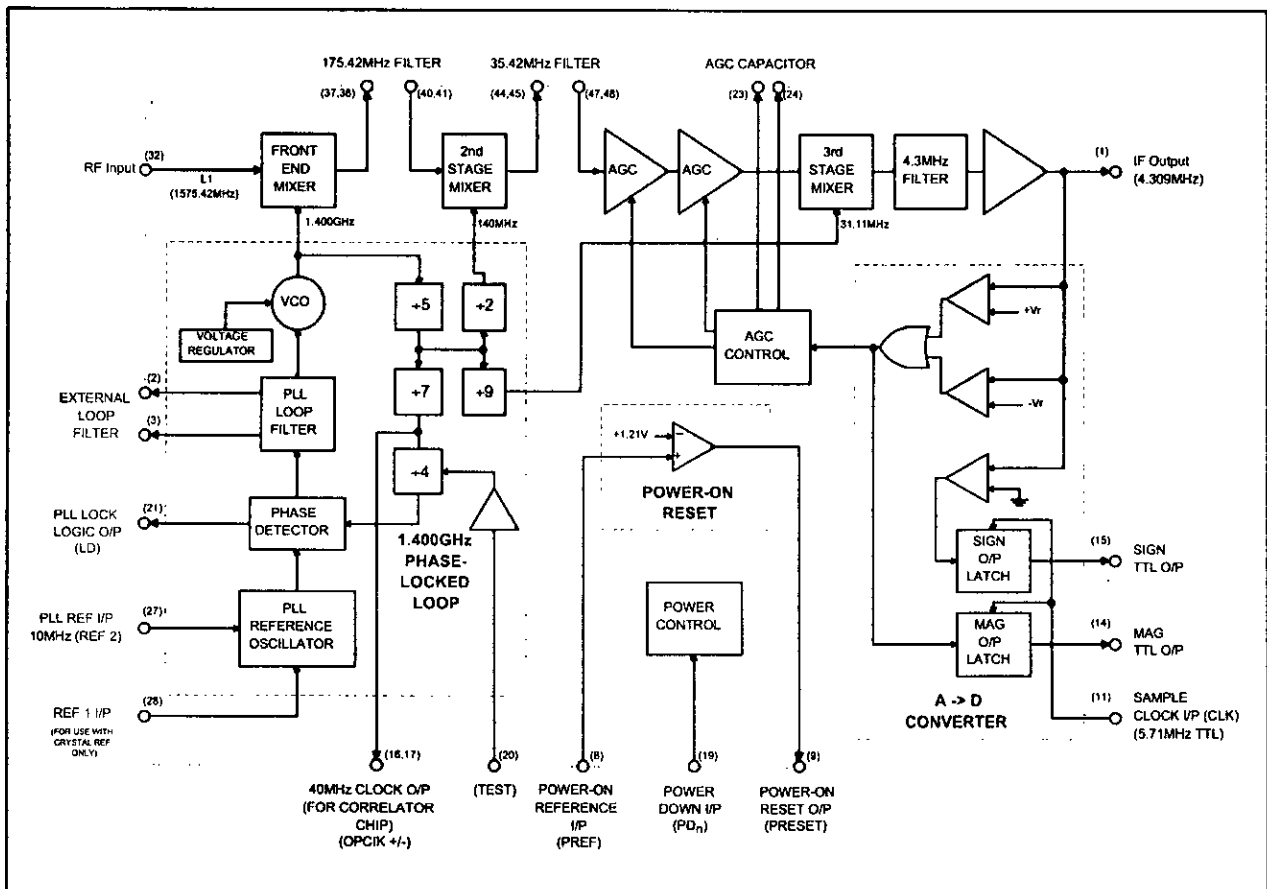 175.42MHz FILTER
35.42MHz FILTER
AGC CAPACITOR
(37,38)
(40,41)
(44,45)
(47,48)
(23)
(24)
RF Input
(32)
L1
(1575.42MHz)
FRONT
END
MIXER
2nd
STAGE
MIXER
AGC
AGC
3rd
STAGE
MIXER
4.3MHz
FILTER
(1)
IF Output
(4.309MHz)
1.400GHz
140MHz
31.11MHz
VCO
VOLTAGE
REGULATOR
÷5
÷2
÷7
÷9
÷4
AGC
CONTROL
+Vr
-Vr
(2)
EXTERNAL
LOOP
FILTER
(3)
PLL
LOOP
FILTER
+1.21V
−
+
POWER-ON
RESET
(21)
PLL LOCK
LOGIC O/P
(LD)
PHASE
DETECTOR
1.400GHz
PHASE-
LOCKED
LOOP
SIGN
O/P
LATCH
(15)
SIGN
TTL O/P
(27)
PLL REF I/P
10MHz (REF 2)
PLL
REFERENCE
OSCILLATOR
POWER
CONTROL
MAG
O/P
LATCH
(14)
MAG
TTL O/P
(28)
REF 1 I/P
(FOR USE WITH
CRYSTAL REF
ONLY)
A -> D
CONVERTER
(11)
SAMPLE
CLOCK I/P (CLK)
(5.71MHz TTL)
(16,17)
(20)
(8)
(19)
(9)
40MHz CLOCK O/P
(FOR CORRELATOR
CHIP)
(OPClK +/-)
(TEST)
POWER-ON
REFERENCE
I/P
(PREF)
POWER
DOWN I/P
(PDn)
POWER-ON
RESET O/P
(PRESET)